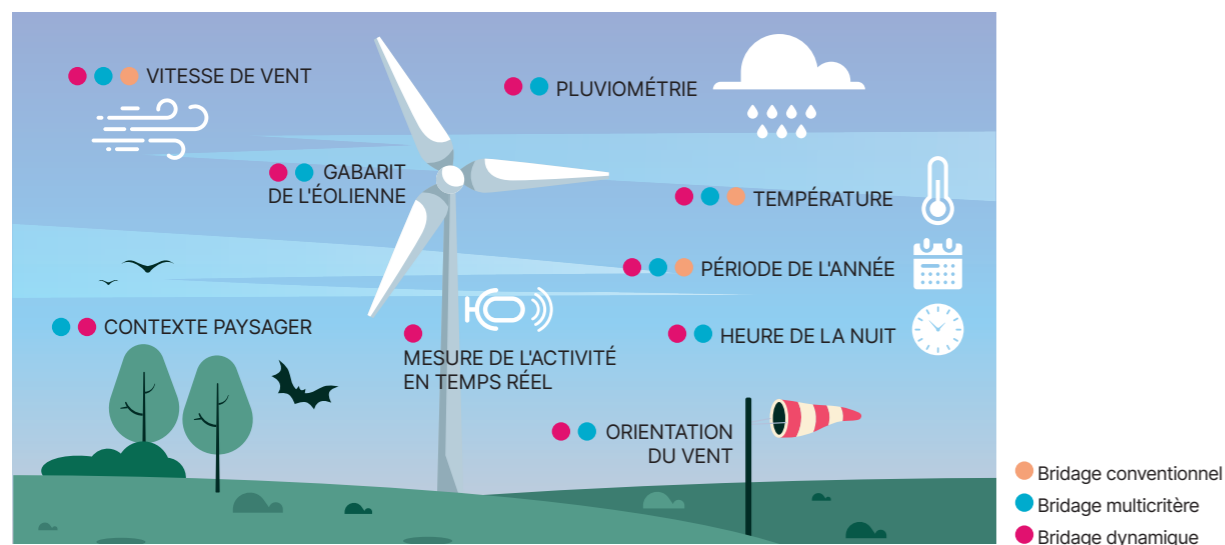 VITESSE DE VENT
PLUVIOMÉTRIE
GABARIT
DE L'ÉOLIENNE
TEMPÉRATURE
PÉRIODE DE L'ANNÉE
CONTEXTE PAYSAGER
MESURE DE L'ACTIVITÉ
EN TEMPS RÉEL
HEURE DE LA NUIT
ORIENTATION
DU VENT
Bridage conventionnel
Bridage multicritère
Bridage dynamique